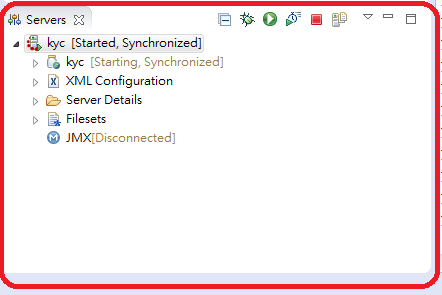 Servers
kyc [Started, Synchronized]
kyc [Starting, Synchronized]
XML Configuration
Server Details
Filesets
JMX[Disconnected]